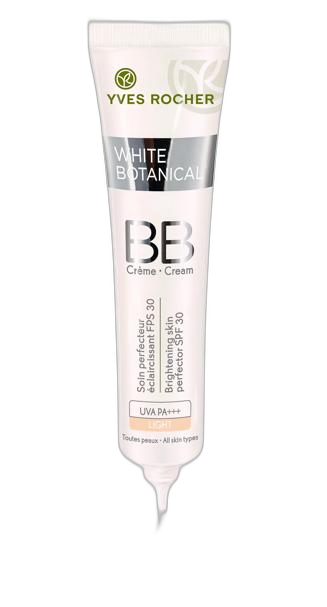 YVES ROCHER
WHITE
BOTANICAL
BB
Crème • Cream
Soin perfecteur
éclaircissant FPS 30
Brightening skin
perfector SPF 30
UVA PA+++
LIGHT
Toutes peaux • All skin types